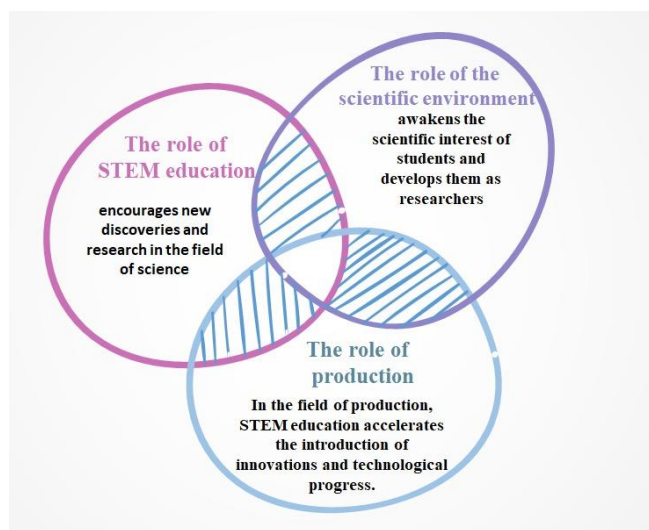 The role of
STEM education
encourages new
discoveries and
research in the field
of science
The role of the
scientific environment
awakens the
scientific interest of
students and
develops them as
researchers
The role of
production
In the field of production,
STEM education accelerates
the introduction of
innovations and technological
progress.